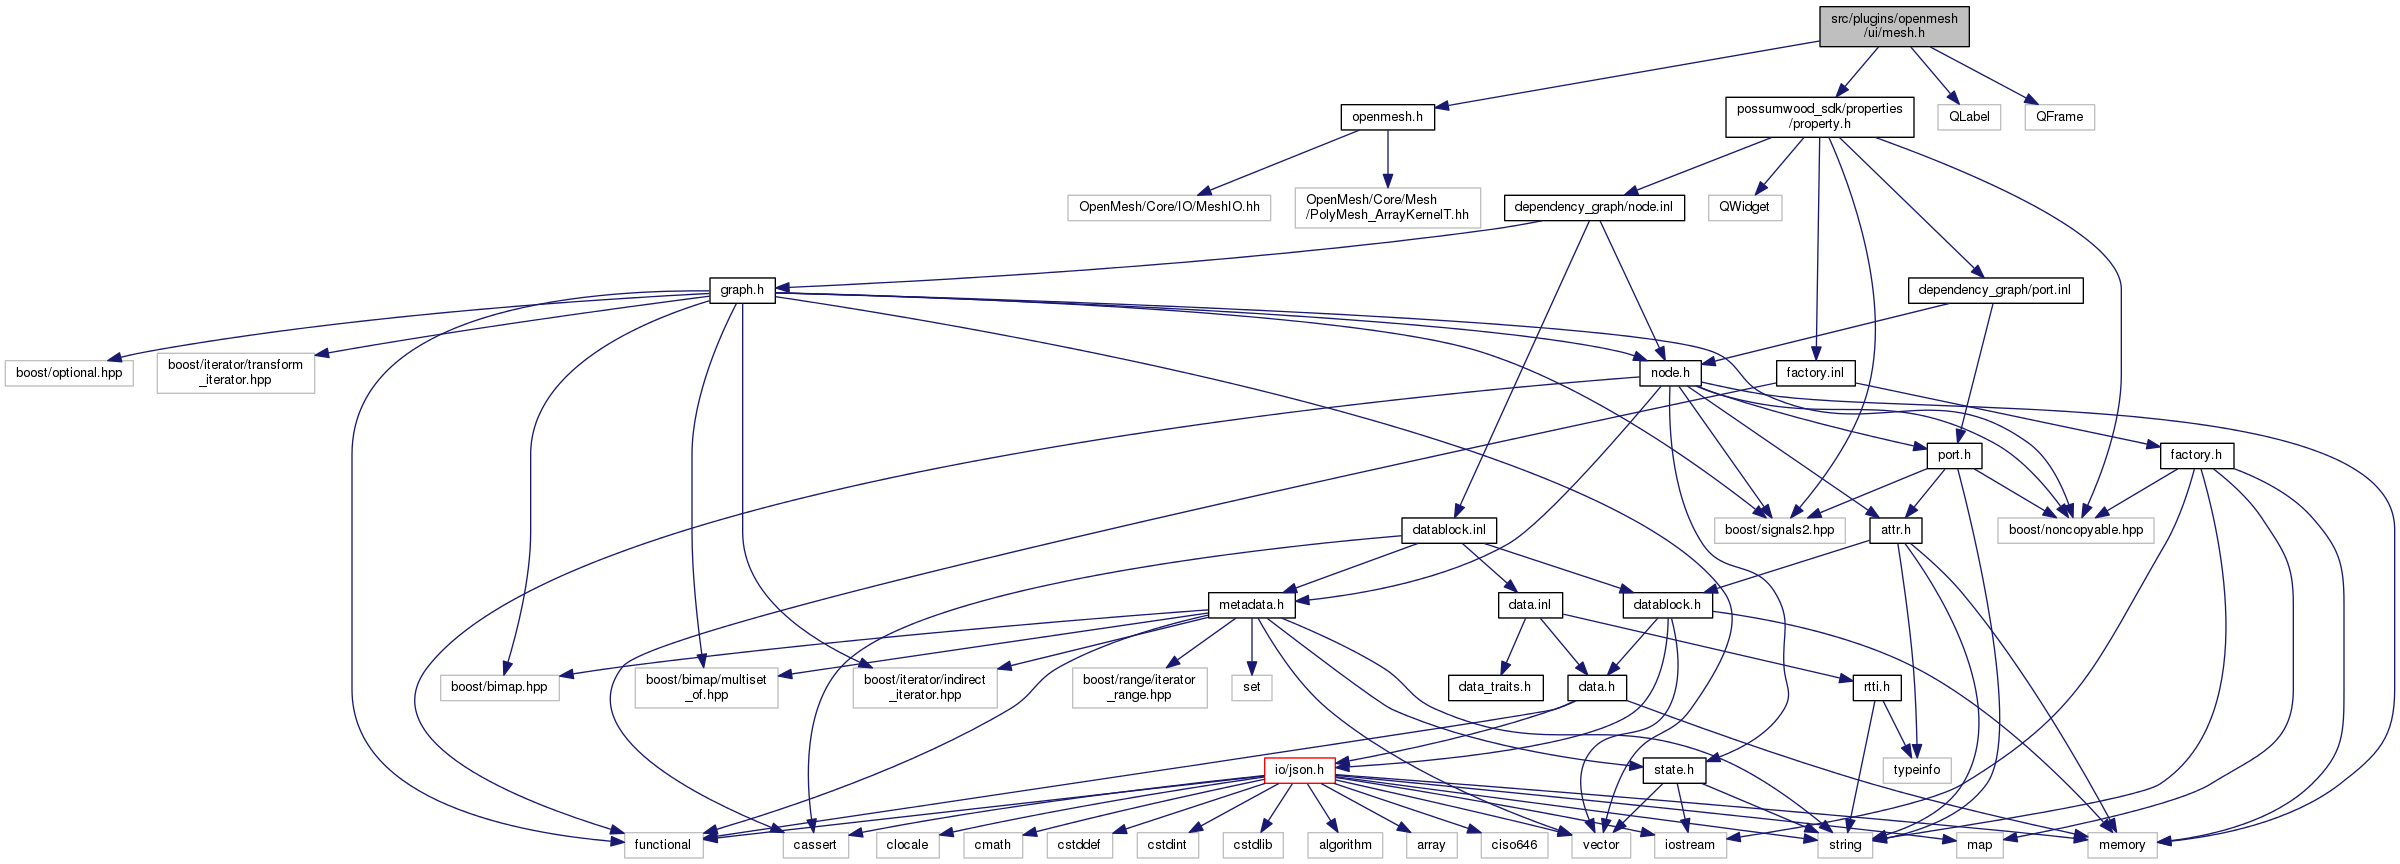 src/plugins/openmesh
/ui/mesh.h
openmesh.h
possumwood_sdk/properties
/property.h
QLabel
QFrame
OpenMesh/Core/IO/MeshIO.hh
OpenMesh/Core/Mesh
/PolyMesh_ArrayKernelT.hh
dependency_graph/node.inl
QWidget
graph.h
dependency_graph/port.inl
boost/optional.hpp
boost/iterator/transform
_iterator.hpp
node.h
factory.inl
port.h
factory.h
datablock.inl
boost/signals2.hpp
attr.h
boost/noncopyable.hpp
metadata.h
data.inl
datablock.h
boost/bimap.hpp
boost/bimap/multiset
_of.hpp
boost/iterator/indirect
_iterator.hpp
boost/range/iterator
_range.hpp
set
data_traits.h
data.h
rtti.h
io/json.h
state.h
typeinfo
functional
cassert
clocale
cmath
cstddef
cstdint
cstdlib
algorithm
array
ciso646
vector
iostream
string
map
memory